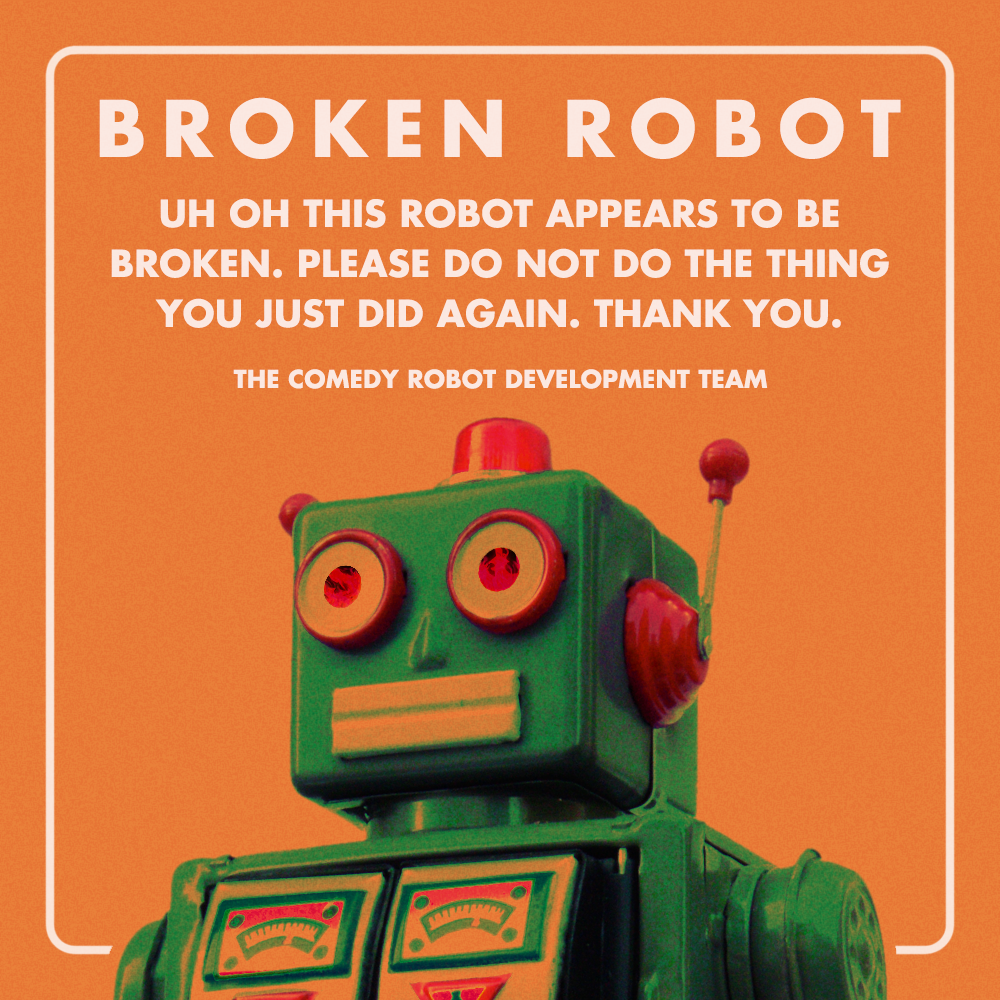 BROKEN ROBOT
UH OH THIS ROBOT APPEARS TO BE
BROKEN. PLEASE DO NOT DO THE THING
YOU JUST DID AGAIN. THANK YOU.
THE COMEDY ROBOT DEVELOPMENT TEAM